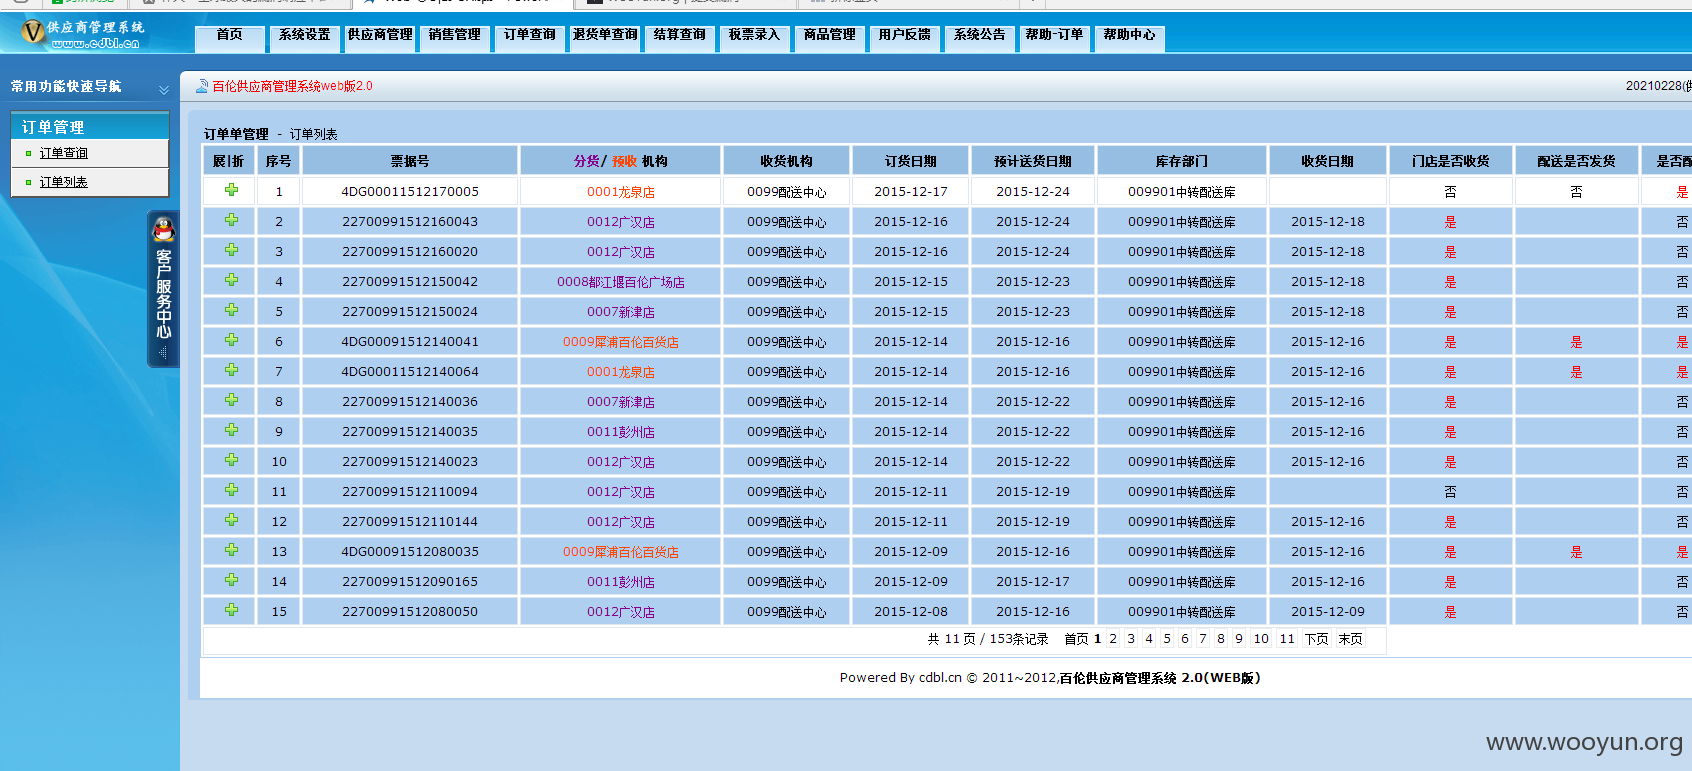 供应商管理系统
www.cdbl.cn
首页 系统设置 供应商管理 销售管理 订单查询 退货单查询 结算查询 税票录入 商品管理 用户反馈 系统公告 帮助-订单 帮助中心
常用功能快速导航
百伦供应商管理系统web版2.0
20210228(供
订单管理
订单查询
订单列表
客户服务中心
订单单管理 - 订单列表
展|折 序号 票据号 分货/ 预收 机构 收货机构 订货日期 预计送货日期 库存部门 收货日期 门店是否收货 配送是否发货 是否配
1 4DG00011512170005 0001龙泉店 0099配送中心 2015-12-17 2015-12-24 009901中转配送库 否 否 是
2 22700991512160043 0012广汉店 0099配送中心 2015-12-16 2015-12-24 009901中转配送库 2015-12-18 是 否
3 22700991512160020 0012广汉店 0099配送中心 2015-12-16 2015-12-24 009901中转配送库 2015-12-18 是 否
4 22700991512150042 0008都江堰百伦广场店 0099配送中心 2015-12-15 2015-12-23 009901中转配送库 2015-12-18 是 否
5 22700991512150024 0007新津店 0099配送中心 2015-12-15 2015-12-23 009901中转配送库 2015-12-18 是 否
6 4DG00091512140041 0009犀浦百伦百货店 0099配送中心 2015-12-14 2015-12-16 009901中转配送库 2015-12-16 是 是 是
7 4DG00011512140064 0001龙泉店 0099配送中心 2015-12-14 2015-12-16 009901中转配送库 2015-12-16 是 是 是
8 22700991512140036 0007新津店 0099配送中心 2015-12-14 2015-12-22 009901中转配送库 2015-12-16 是 否
9 22700991512140035 0011彭州店 0099配送中心 2015-12-14 2015-12-22 009901中转配送库 2015-12-16 是 否
10 22700991512140023 0012广汉店 0099配送中心 2015-12-14 2015-12-22 009901中转配送库 2015-12-16 是 否
11 22700991512110094 0012广汉店 0099配送中心 2015-12-11 2015-12-19 009901中转配送库 否 否
12 22700991512110144 0012广汉店 0099配送中心 2015-12-11 2015-12-19 009901中转配送库 2015-12-16 是 否
13 4DG00091512080035 0009犀浦百伦百货店 0099配送中心 2015-12-09 2015-12-16 009901中转配送库 2015-12-16 是 是 是
14 22700991512090165 0011彭州店 0099配送中心 2015-12-09 2015-12-17 009901中转配送库 2015-12-16 是 否
15 22700991512080050 0012广汉店 0099配送中心 2015-12-08 2015-12-16 009901中转配送库 2015-12-09 是 否
共 11 页 / 153条记录 首页 1 2 3 4 5 6 7 8 9 10 11 下页 末页
Powered By cdbl.cn © 2011~2012,百伦供应商管理系统 2.0(WEB版)
www.wooyun.org